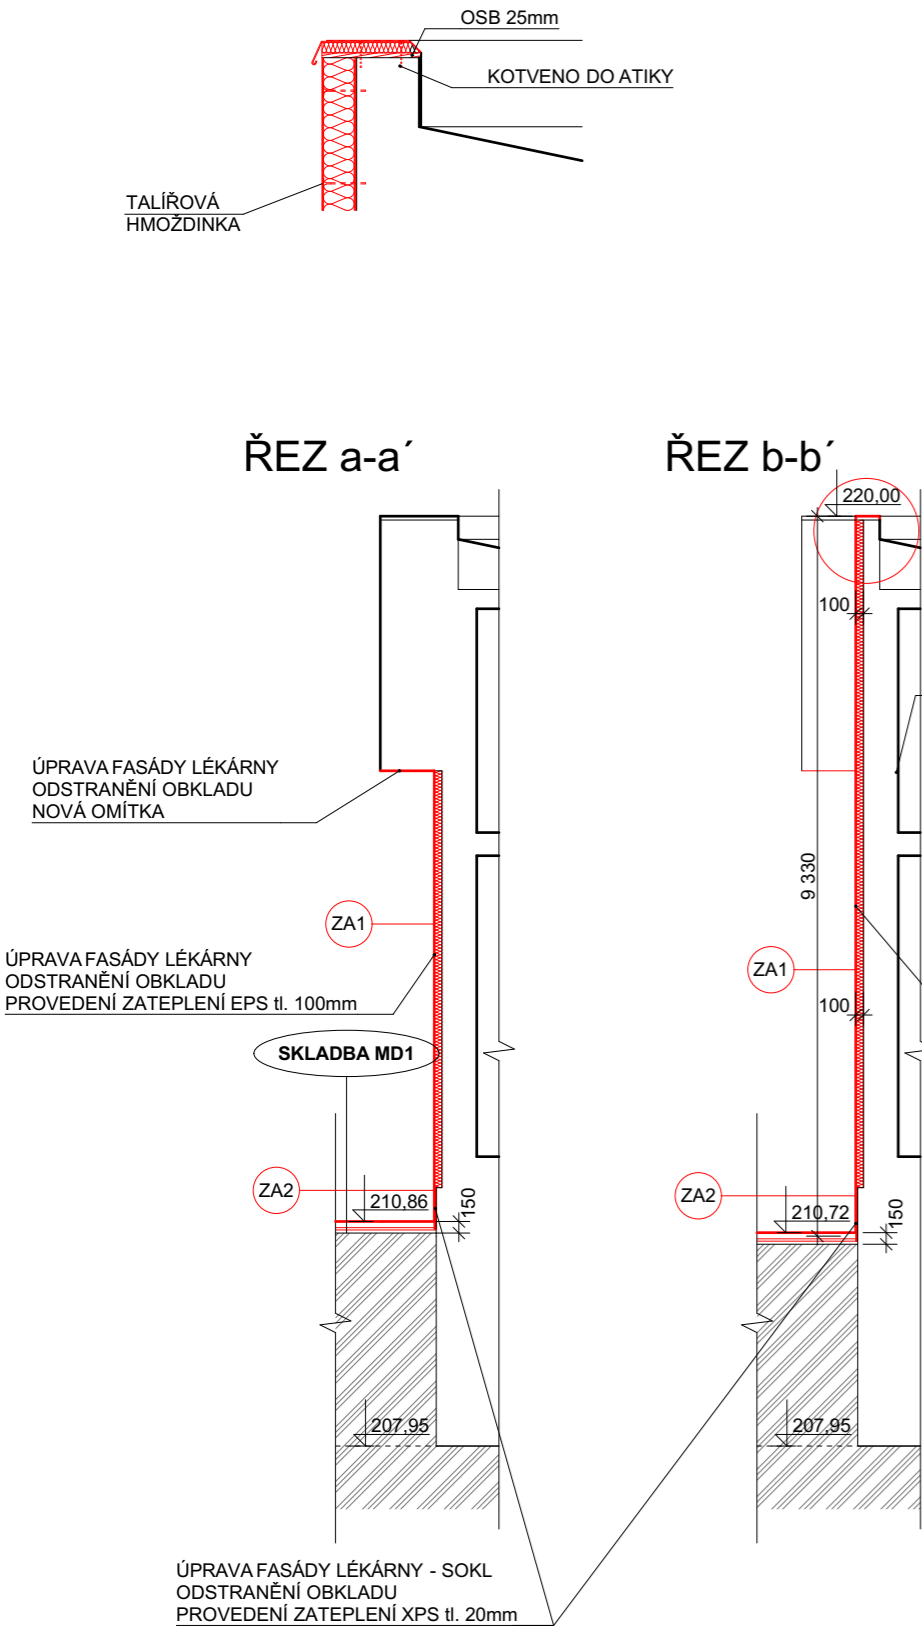 OSB 25mm
KOTVENO DO ATIKY
TALÍŘOVÁ
HMOŽDINKA
ŘEZ a-a´
ŘEZ b-b´
220,00
100
ÚPRAVA FASÁDY LÉKÁRNY
ODSTRANĚNÍ OBKLADU
NOVÁ OMÍTKA
9 330
ZA1
ÚPRAVA FASÁDY LÉKÁRNY
ODSTRANĚNÍ OBKLADU
PROVEDENÍ ZATEPLENÍ EPS tl. 100mm
ZA1
100
SKLADBA MD1
ZA2
210,86
150
ZA2
210,72
150
207,95
207,95
ÚPRAVA FASÁDY LÉKÁRNY - SOKL
ODSTRANĚNÍ OBKLADU
PROVEDENÍ ZATEPLENÍ XPS tl. 20mm